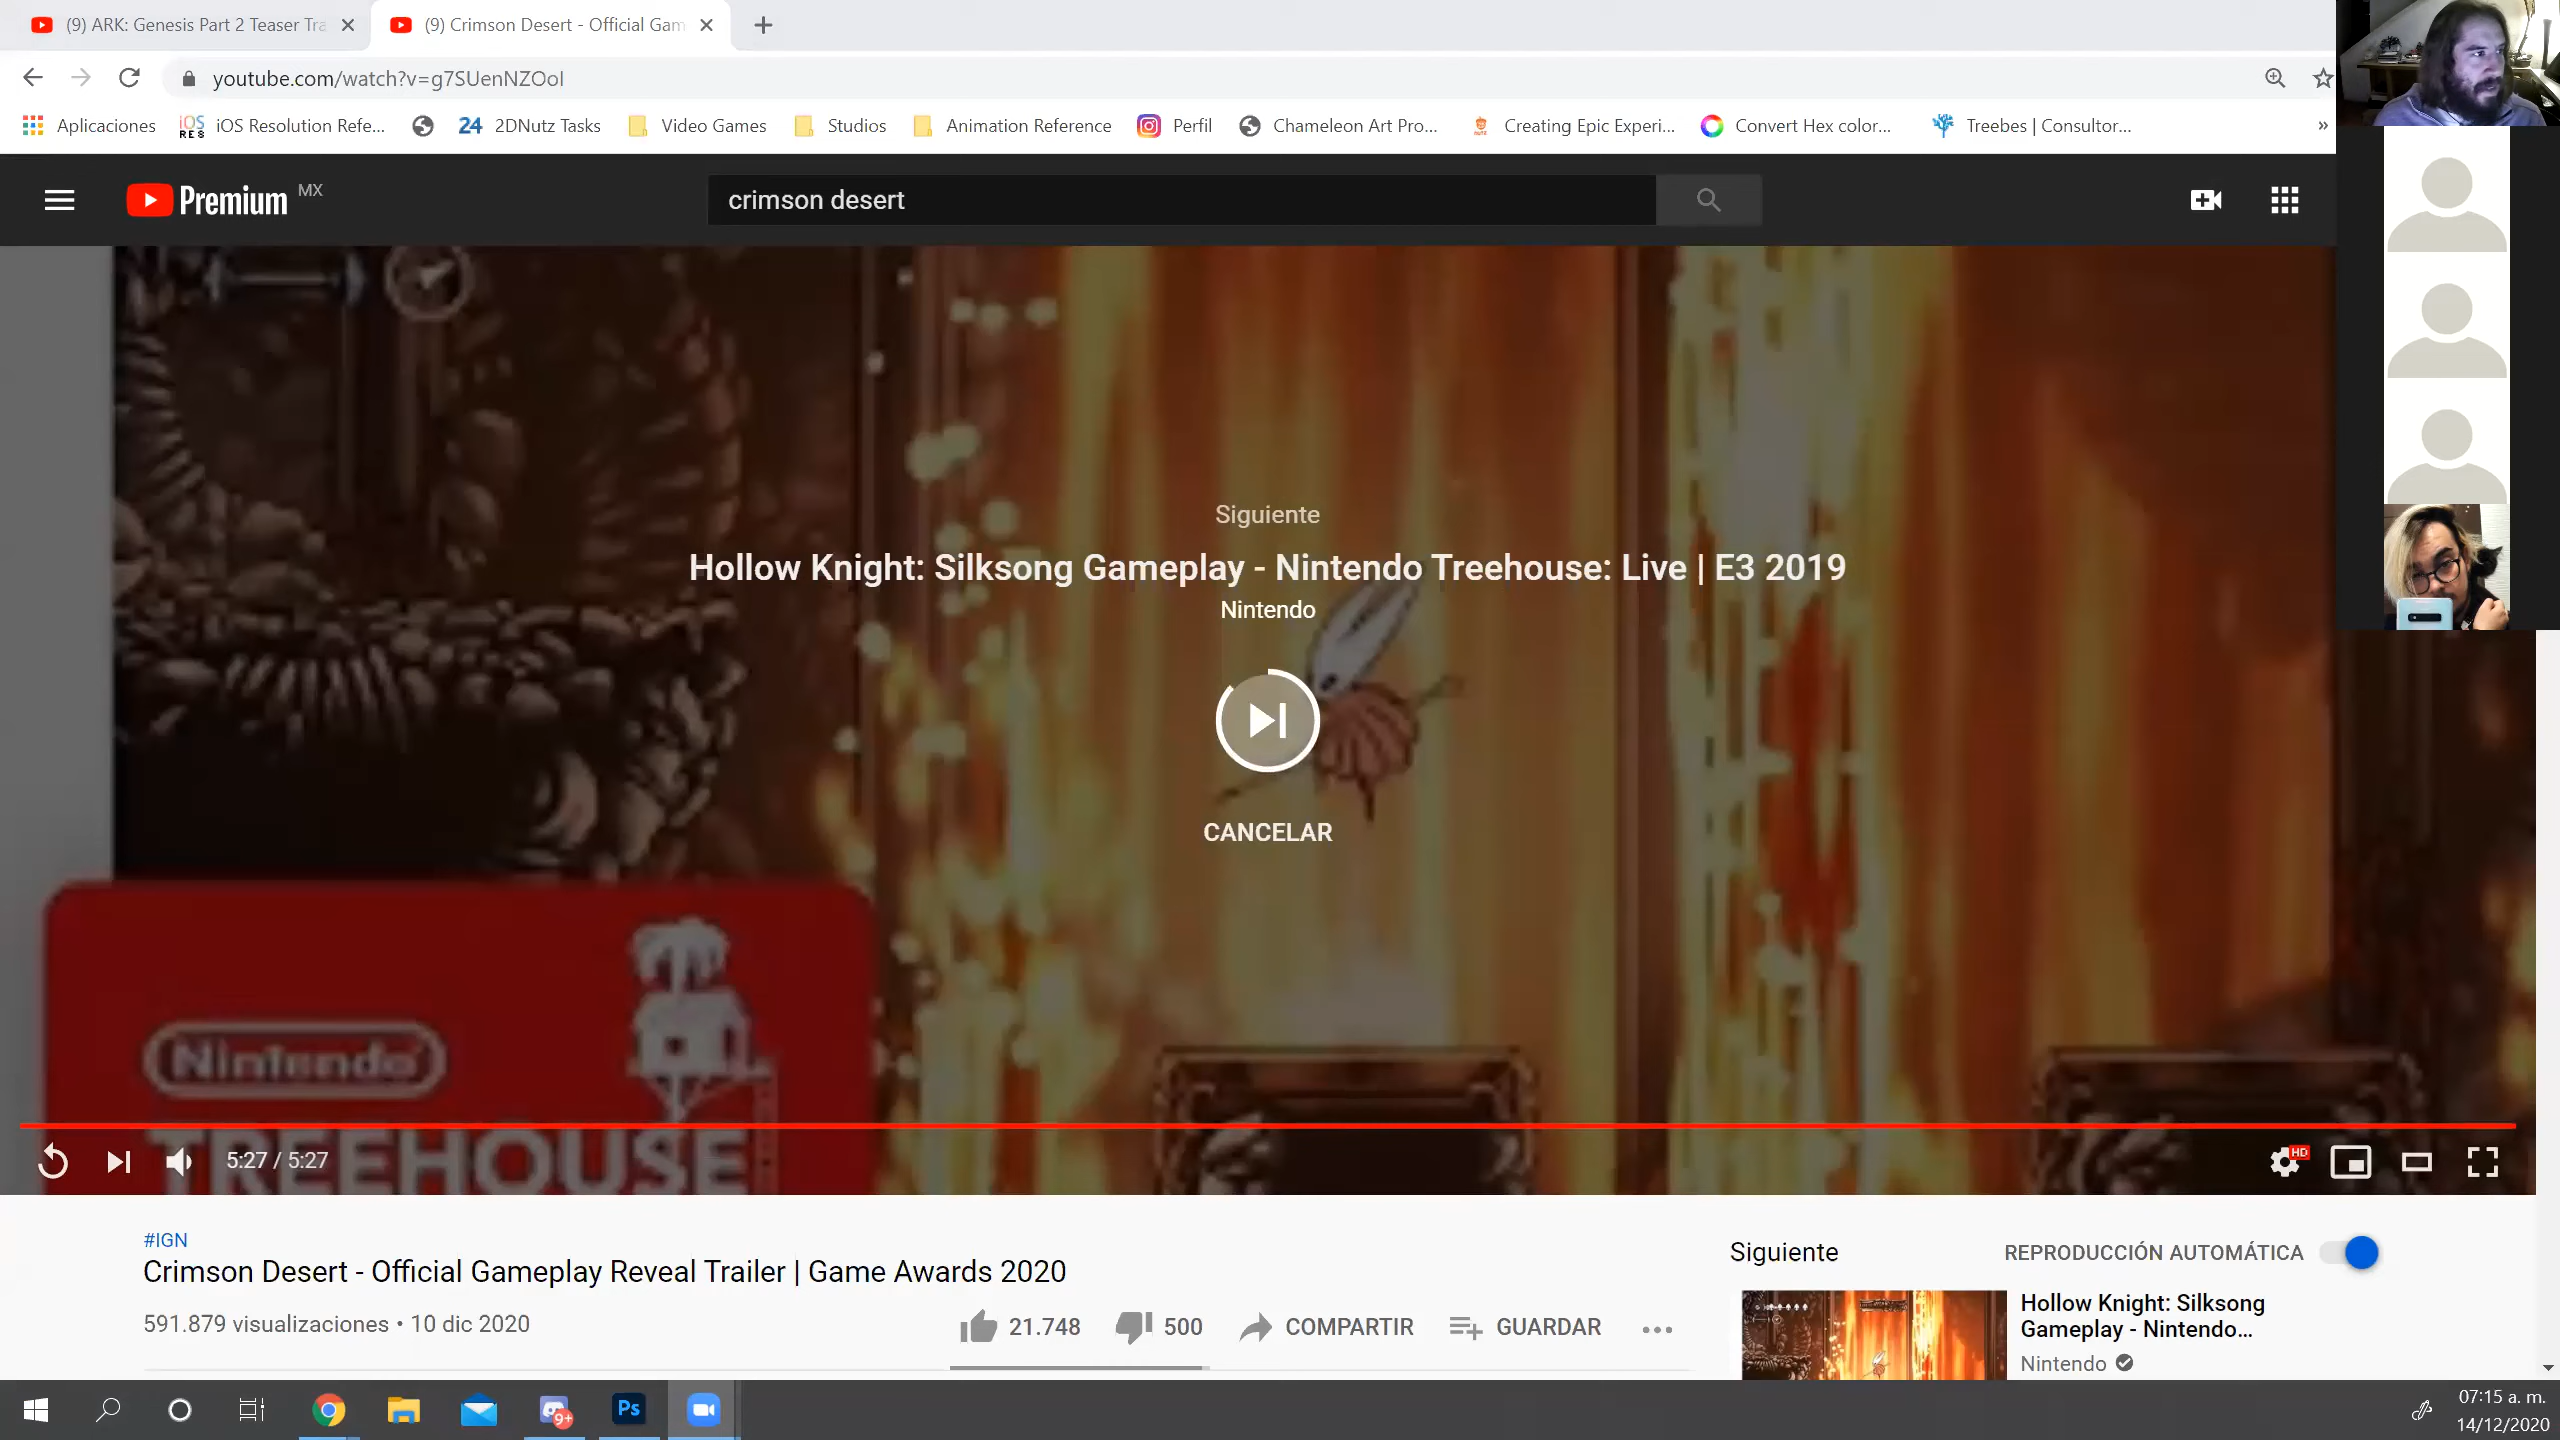 (9) ARK: Genesis Part 2 Teaser Tra
(9) Crimson Desert - Official Gam
youtube.com/watch?v=g7SUenNZOoI
Aplicaciones
iOS RES
iOS Resolution Refe...
24 2DNutz Tasks
Video Games
Studios
Animation Reference
Perfil
Chameleon Art Pro...
Creating Epic Experi...
Convert Hex color...
Treebes | Consultor...
»
Premium MX
crimson desert
Siguiente
Hollow Knight: Silksong Gameplay - Nintendo Treehouse: Live | E3 2019
Nintendo
CANCELAR
Nintendo
TREEHOUSE
5:27 / 5:27
HD
#IGN
Crimson Desert - Official Gameplay Reveal Trailer | Game Awards 2020
591.879 visualizaciones • 10 dic 2020
21.748
500
COMPARTIR
GUARDAR
Siguiente
REPRODUCCIÓN AUTOMÁTICA
Hollow Knight: Silksong
Gameplay - Nintendo...
Nintendo
9+
Ps
07:15 a. m.
14/12/2020